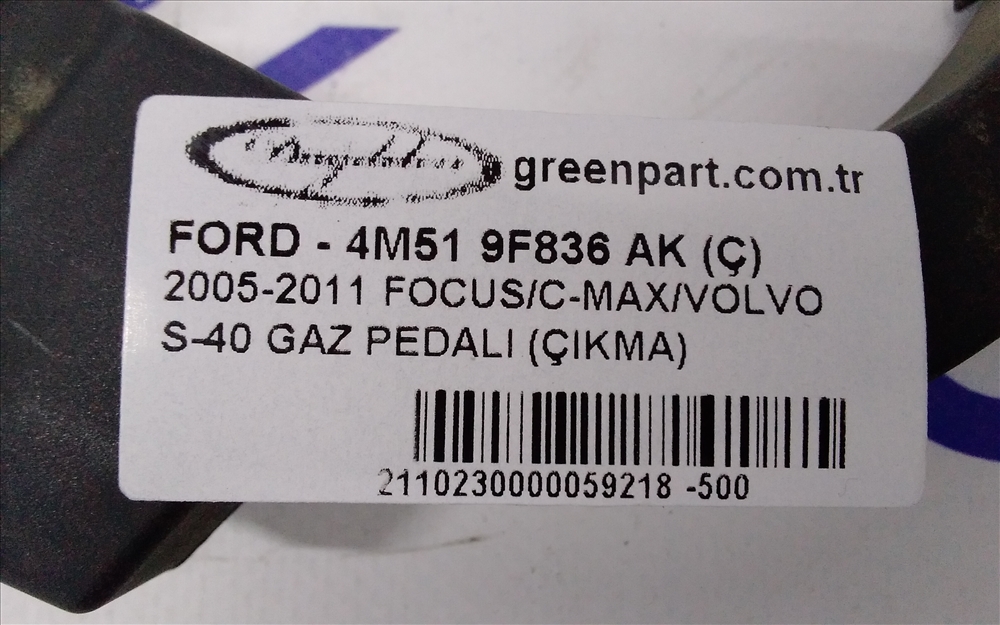 greenpart.com.tr
FORD - 4M51 9F836 AK (Ç)
2005-2011 FOCUS/C-MAX/VOLVO
S-40 GAZ PEDALI (ÇIKMA)
2110230000059218 -500